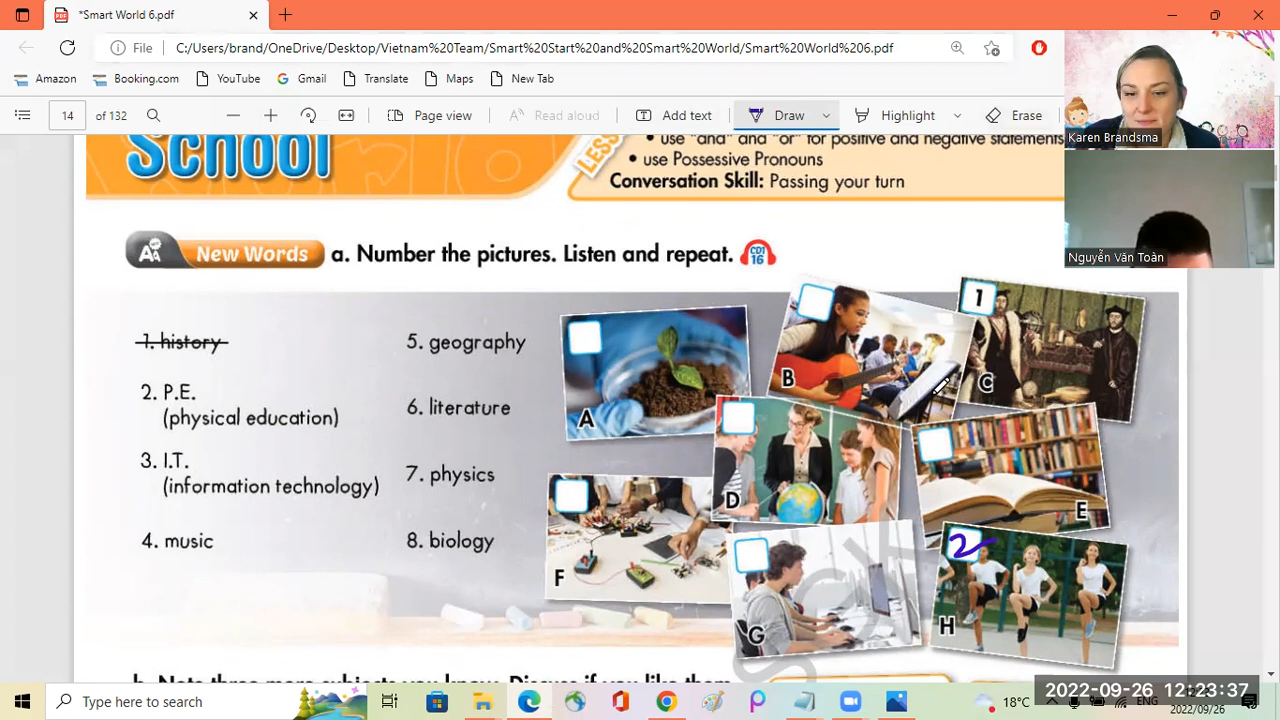 *Smart World 6.pdf
File
C:/Users/brand/OneDrive/Desktop/Vietnam%20Team/Smart%20Start%20and%20Smart%20World/Smart%20World%206.pdf
Amazon
Booking.com
YouTube
Gmail
Translate
Maps
New Tab
14
of 132
Page view
Read aloud
Add text
Draw
Highlight
Erase
Karen Brandsma
Nguyễn Văn Toàn
School
LESS
• use "and" and "or" for positive and negative statements
• use Possessive Pronouns
Conversation Skill: Passing your turn
New Words
a. Number the pictures. Listen and repeat.
CD1
16
1. history
2. P.E.
(physical education)
3. I.T.
(information technology)
4. music
5. geography
6. literature
7. physics
8. biology
A
B
1
C
D
E
F
G
2
H
Type here to search
18°C
ENG
2022-09-26 12:23:37
2022/09/26